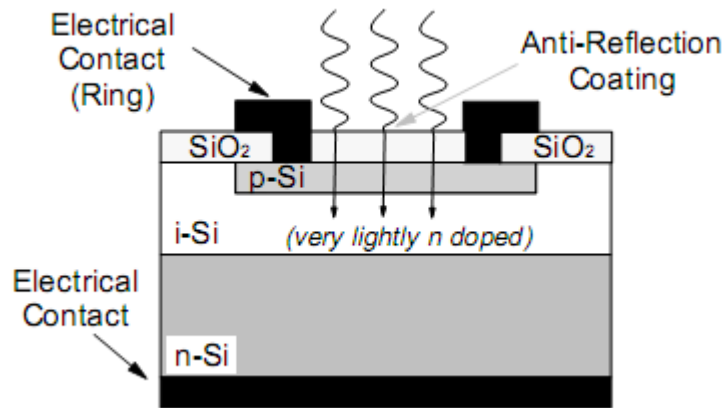 Electrical
Contact
(Ring)
Anti-Reflection
Coating
SiO₂
SiO₂
p-Si
i-Si
(very lightly n doped)
Electrical
Contact
n-Si